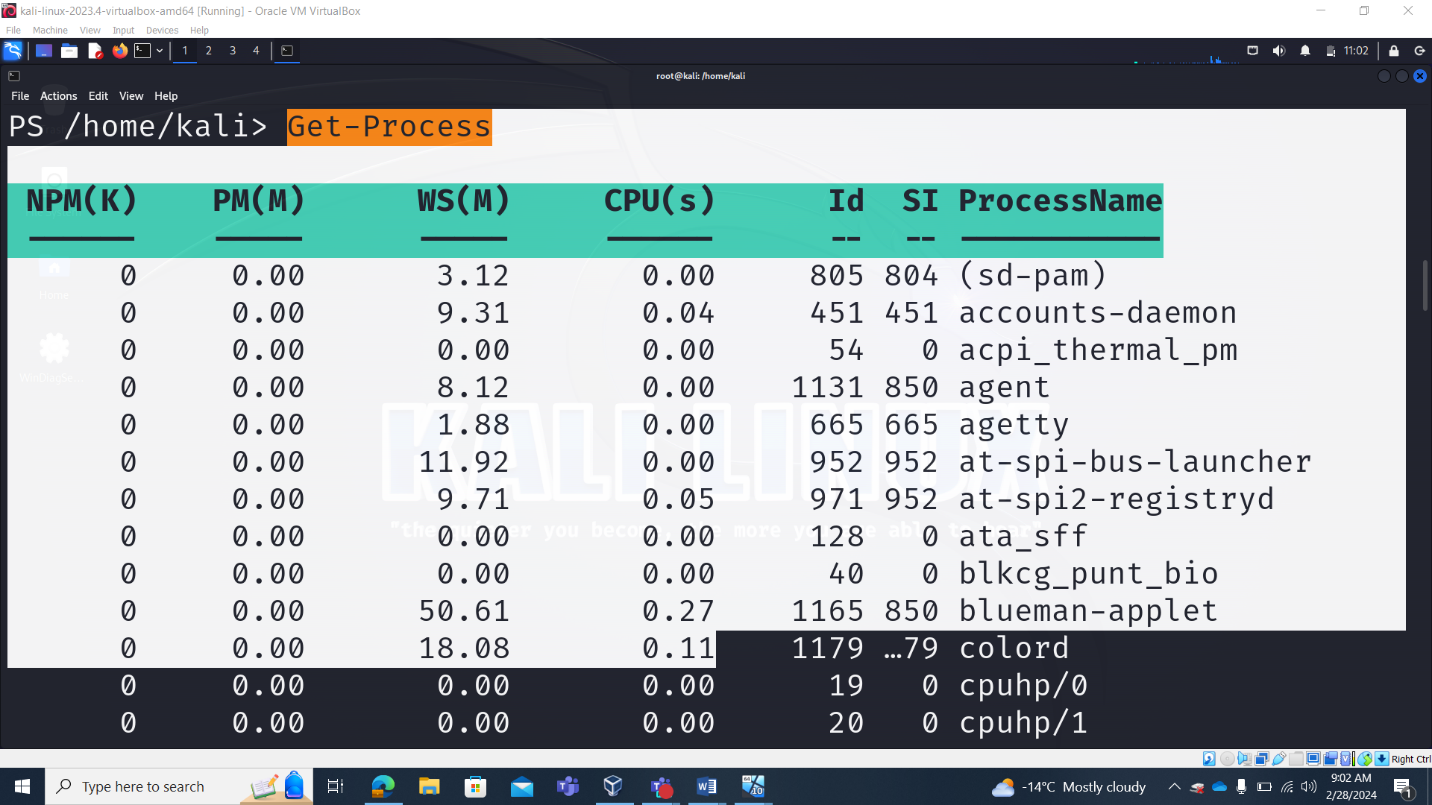 kali-linux-2023.4-virtualbox-amd64 [Running] - Oracle VM VirtualBox
File Machine View Input Devices Help
1 2 3 4 11:02
root@kali: /home/kali
File Actions Edit View Help
PS /home/kali> Get-Process
NPM(K) PM(M) WS(M) CPU(s) Id SI ProcessName
0 0.00 3.12 0.00 805 804 (sd-pam)
0 0.00 9.31 0.04 451 451 accounts-daemon
Home
0 0.00 0.00 0.00 54 0 acpi_thermal_pm
0 0.00 8.12 0.00 1131 850 agent
0 0.00 1.88 0.00 665 665 agetty
0 0.00 11.92 0.00 952 952 at-spi-bus-launcher
KALI LINUX
0 0.00 9.71 0.05 971 952 at-spi2-registryd
0 0.00 0.00 0.00 128 0 ata_sff
0 0.00 0.00 0.00 40 0 blkcg_punt_bio
0 0.00 50.61 0.27 1165 850 blueman-applet
0 0.00 18.08 0.11 1179 …79 colord
0 0.00 0.00 0.00 19 0 cpuhp/0
0 0.00 0.00 0.00 20 0 cpuhp/1
Right Ctrl
Type here to search
-14°C Mostly cloudy
9:02 AM
2/28/2024
1